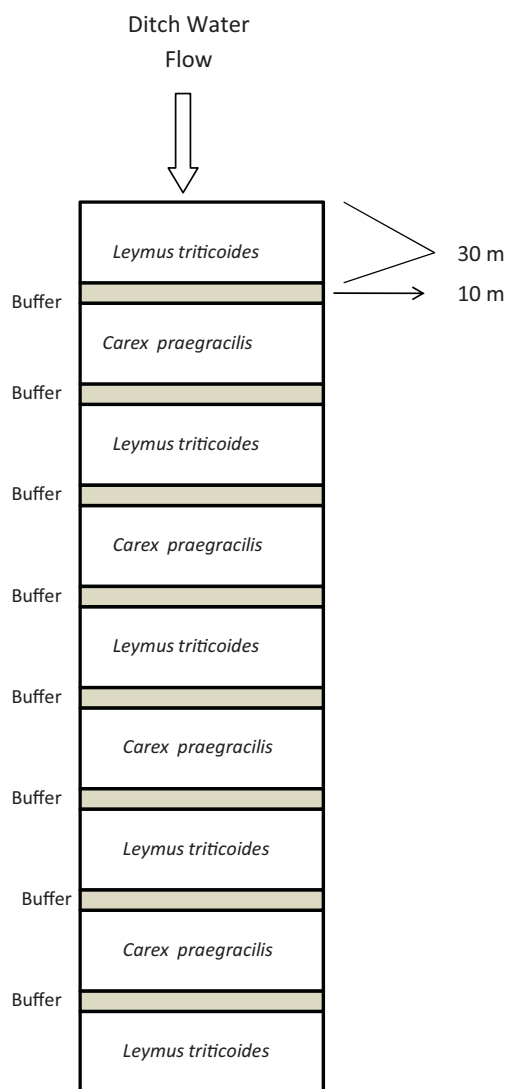 Ditch Water
Flow
Leymus triticoides
30 m
Buffer
10 m
Carex praegracilis
Buffer
Leymus triticoides
Buffer
Carex praegracilis
Buffer
Leymus triticoides
Buffer
Carex praegracilis
Buffer
Leymus triticoides
Buffer
Carex praegracilis
Buffer
Leymus triticoides